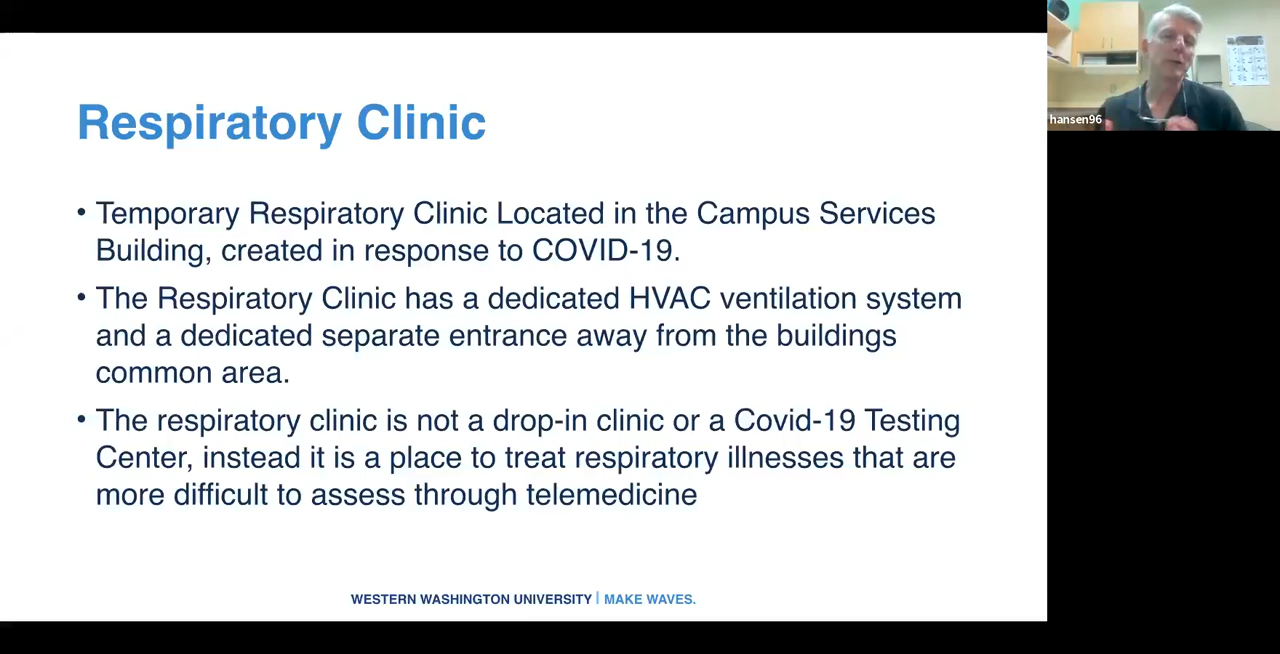 Respiratory Clinic
hansen96
• Temporary Respiratory Clinic Located in the Campus Services
Building, created in response to COVID-19.
• The Respiratory Clinic has a dedicated HVAC ventilation system
and a dedicated separate entrance away from the buildings
common area.
• The respiratory clinic is not a drop-in clinic or a Covid-19 Testing
Center, instead it is a place to treat respiratory illnesses that are
more difficult to assess through telemedicine
WESTERN WASHINGTON UNIVERSITY | MAKE WAVES.